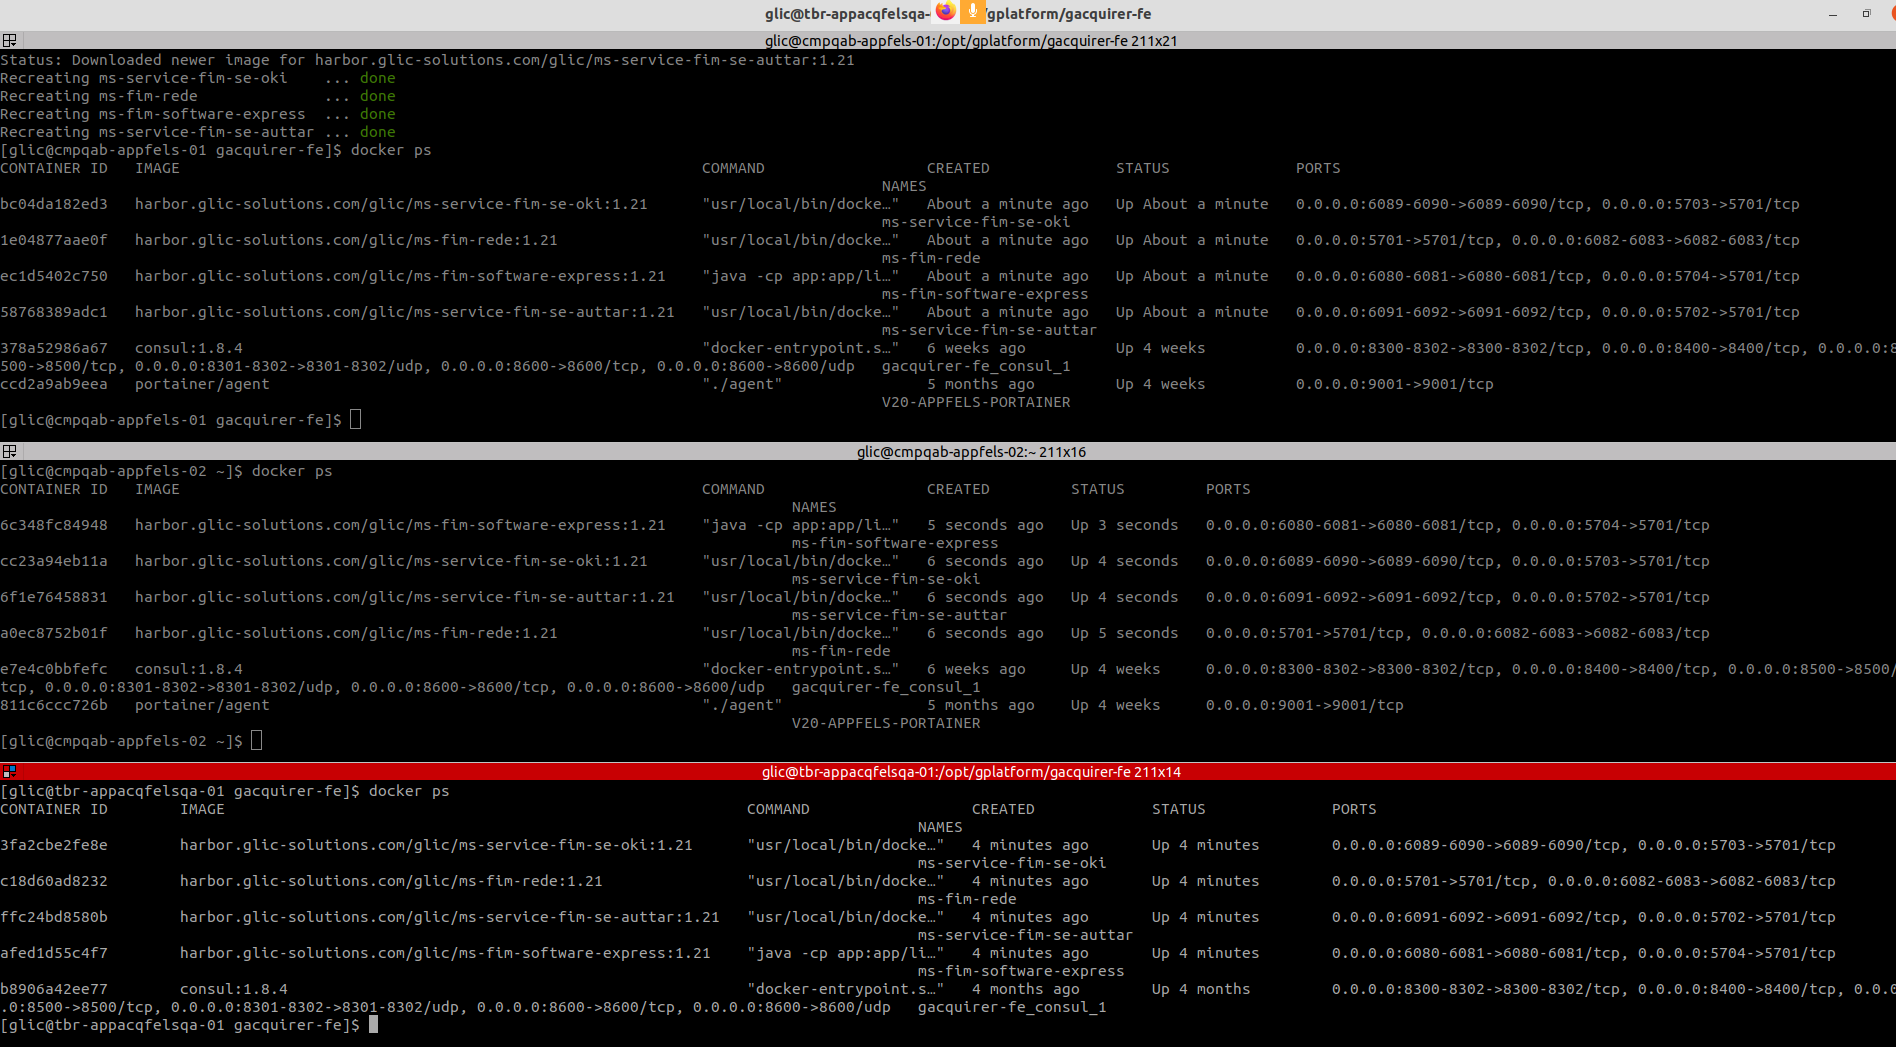 glic@tbr-appacqfelsqa- /gplatform/gacquirer-fe
glic@cmpqab-appfels-01:/opt/gplatform/gacquirer-fe 211x21
Status: Downloaded newer image for harbor.glic-solutions.com/glic/ms-service-fim-se-auttar:1.21
Recreating ms-service-fim-se-oki    ... done
Recreating ms-fim-rede              ... done
Recreating ms-fim-software-express  ... done
Recreating ms-service-fim-se-auttar ... done
[glic@cmpqab-appfels-01 gacquirer-fe]$ docker ps
CONTAINER ID   IMAGE   COMMAND   CREATED   STATUS   PORTS
NAMES
bc04da182ed3   harbor.glic-solutions.com/glic/ms-service-fim-se-oki:1.21   "usr/local/bin/docke…"   About a minute ago   Up About a minute   0.0.0.0:6089-6090->6089-6090/tcp, 0.0.0.0:5703->5701/tcp
ms-service-fim-se-oki
1e04877aae0f   harbor.glic-solutions.com/glic/ms-fim-rede:1.21   "usr/local/bin/docke…"   About a minute ago   Up About a minute   0.0.0.0:5701->5701/tcp, 0.0.0.0:6082-6083->6082-6083/tcp
ms-fim-rede
ec1d5402c750   harbor.glic-solutions.com/glic/ms-fim-software-express:1.21   "java -cp app:app/li…"   About a minute ago   Up About a minute   0.0.0.0:6080-6081->6080-6081/tcp, 0.0.0.0:5704->5701/tcp
ms-fim-software-express
58768389adc1   harbor.glic-solutions.com/glic/ms-service-fim-se-auttar:1.21   "usr/local/bin/docke…"   About a minute ago   Up About a minute   0.0.0.0:6091-6092->6091-6092/tcp, 0.0.0.0:5702->5701/tcp
ms-service-fim-se-auttar
378a52986a67   consul:1.8.4   "docker-entrypoint.s…"   6 weeks ago   Up 4 weeks   0.0.0.0:8300-8302->8300-8302/tcp, 0.0.0.0:8400->8400/tcp, 0.0.0.0:8
500->8500/tcp, 0.0.0.0:8301-8302->8301-8302/udp, 0.0.0.0:8600->8600/tcp, 0.0.0.0:8600->8600/udp   gacquirer-fe_consul_1
ccd2a9ab9eea   portainer/agent   "./agent"   5 months ago   Up 4 weeks   0.0.0.0:9001->9001/tcp
V20-APPFELS-PORTAINER
[glic@cmpqab-appfels-01 gacquirer-fe]$
glic@cmpqab-appfels-02:~ 211x16
[glic@cmpqab-appfels-02 ~]$ docker ps
CONTAINER ID   IMAGE   COMMAND   CREATED   STATUS   PORTS
NAMES
6c348fc84948   harbor.glic-solutions.com/glic/ms-fim-software-express:1.21   "java -cp app:app/li…"   5 seconds ago   Up 3 seconds   0.0.0.0:6080-6081->6080-6081/tcp, 0.0.0.0:5704->5701/tcp
ms-fim-software-express
cc23a94eb11a   harbor.glic-solutions.com/glic/ms-service-fim-se-oki:1.21   "usr/local/bin/docke…"   6 seconds ago   Up 4 seconds   0.0.0.0:6089-6090->6089-6090/tcp, 0.0.0.0:5703->5701/tcp
ms-service-fim-se-oki
6f1e76458831   harbor.glic-solutions.com/glic/ms-service-fim-se-auttar:1.21   "usr/local/bin/docke…"   6 seconds ago   Up 4 seconds   0.0.0.0:6091-6092->6091-6092/tcp, 0.0.0.0:5702->5701/tcp
ms-service-fim-se-auttar
a0ec8752b01f   harbor.glic-solutions.com/glic/ms-fim-rede:1.21   "usr/local/bin/docke…"   6 seconds ago   Up 5 seconds   0.0.0.0:5701->5701/tcp, 0.0.0.0:6082-6083->6082-6083/tcp
ms-fim-rede
e7e4c0bbfefc   consul:1.8.4   "docker-entrypoint.s…"   6 weeks ago   Up 4 weeks   0.0.0.0:8300-8302->8300-8302/tcp, 0.0.0.0:8400->8400/tcp, 0.0.0.0:8500->8500/
tcp, 0.0.0.0:8301-8302->8301-8302/udp, 0.0.0.0:8600->8600/tcp, 0.0.0.0:8600->8600/udp   gacquirer-fe_consul_1
811c6ccc726b   portainer/agent   "./agent"   5 months ago   Up 4 weeks   0.0.0.0:9001->9001/tcp
V20-APPFELS-PORTAINER
[glic@cmpqab-appfels-02 ~]$
glic@tbr-appacqfelsqa-01:/opt/gplatform/gacquirer-fe 211x14
[glic@tbr-appacqfelsqa-01 gacquirer-fe]$ docker ps
CONTAINER ID   IMAGE   COMMAND   CREATED   STATUS   PORTS
NAMES
3fa2cbe2fe8e   harbor.glic-solutions.com/glic/ms-service-fim-se-oki:1.21   "usr/local/bin/docke…"   4 minutes ago   Up 4 minutes   0.0.0.0:6089-6090->6089-6090/tcp, 0.0.0.0:5703->5701/tcp
ms-service-fim-se-oki
c18d60ad8232   harbor.glic-solutions.com/glic/ms-fim-rede:1.21   "usr/local/bin/docke…"   4 minutes ago   Up 4 minutes   0.0.0.0:5701->5701/tcp, 0.0.0.0:6082-6083->6082-6083/tcp
ms-fim-rede
ffc24bd8580b   harbor.glic-solutions.com/glic/ms-service-fim-se-auttar:1.21   "usr/local/bin/docke…"   4 minutes ago   Up 4 minutes   0.0.0.0:6091-6092->6091-6092/tcp, 0.0.0.0:5702->5701/tcp
ms-service-fim-se-auttar
afed1d55c4f7   harbor.glic-solutions.com/glic/ms-fim-software-express:1.21   "java -cp app:app/li…"   4 minutes ago   Up 4 minutes   0.0.0.0:6080-6081->6080-6081/tcp, 0.0.0.0:5704->5701/tcp
ms-fim-software-express
b8906a42ee77   consul:1.8.4   "docker-entrypoint.s…"   4 months ago   Up 4 months   0.0.0.0:8300-8302->8300-8302/tcp, 0.0.0.0:8400->8400/tcp, 0.0.0
.0:8500->8500/tcp, 0.0.0.0:8301-8302->8301-8302/udp, 0.0.0.0:8600->8600/tcp, 0.0.0.0:8600->8600/udp   gacquirer-fe_consul_1
[glic@tbr-appacqfelsqa-01 gacquirer-fe]$